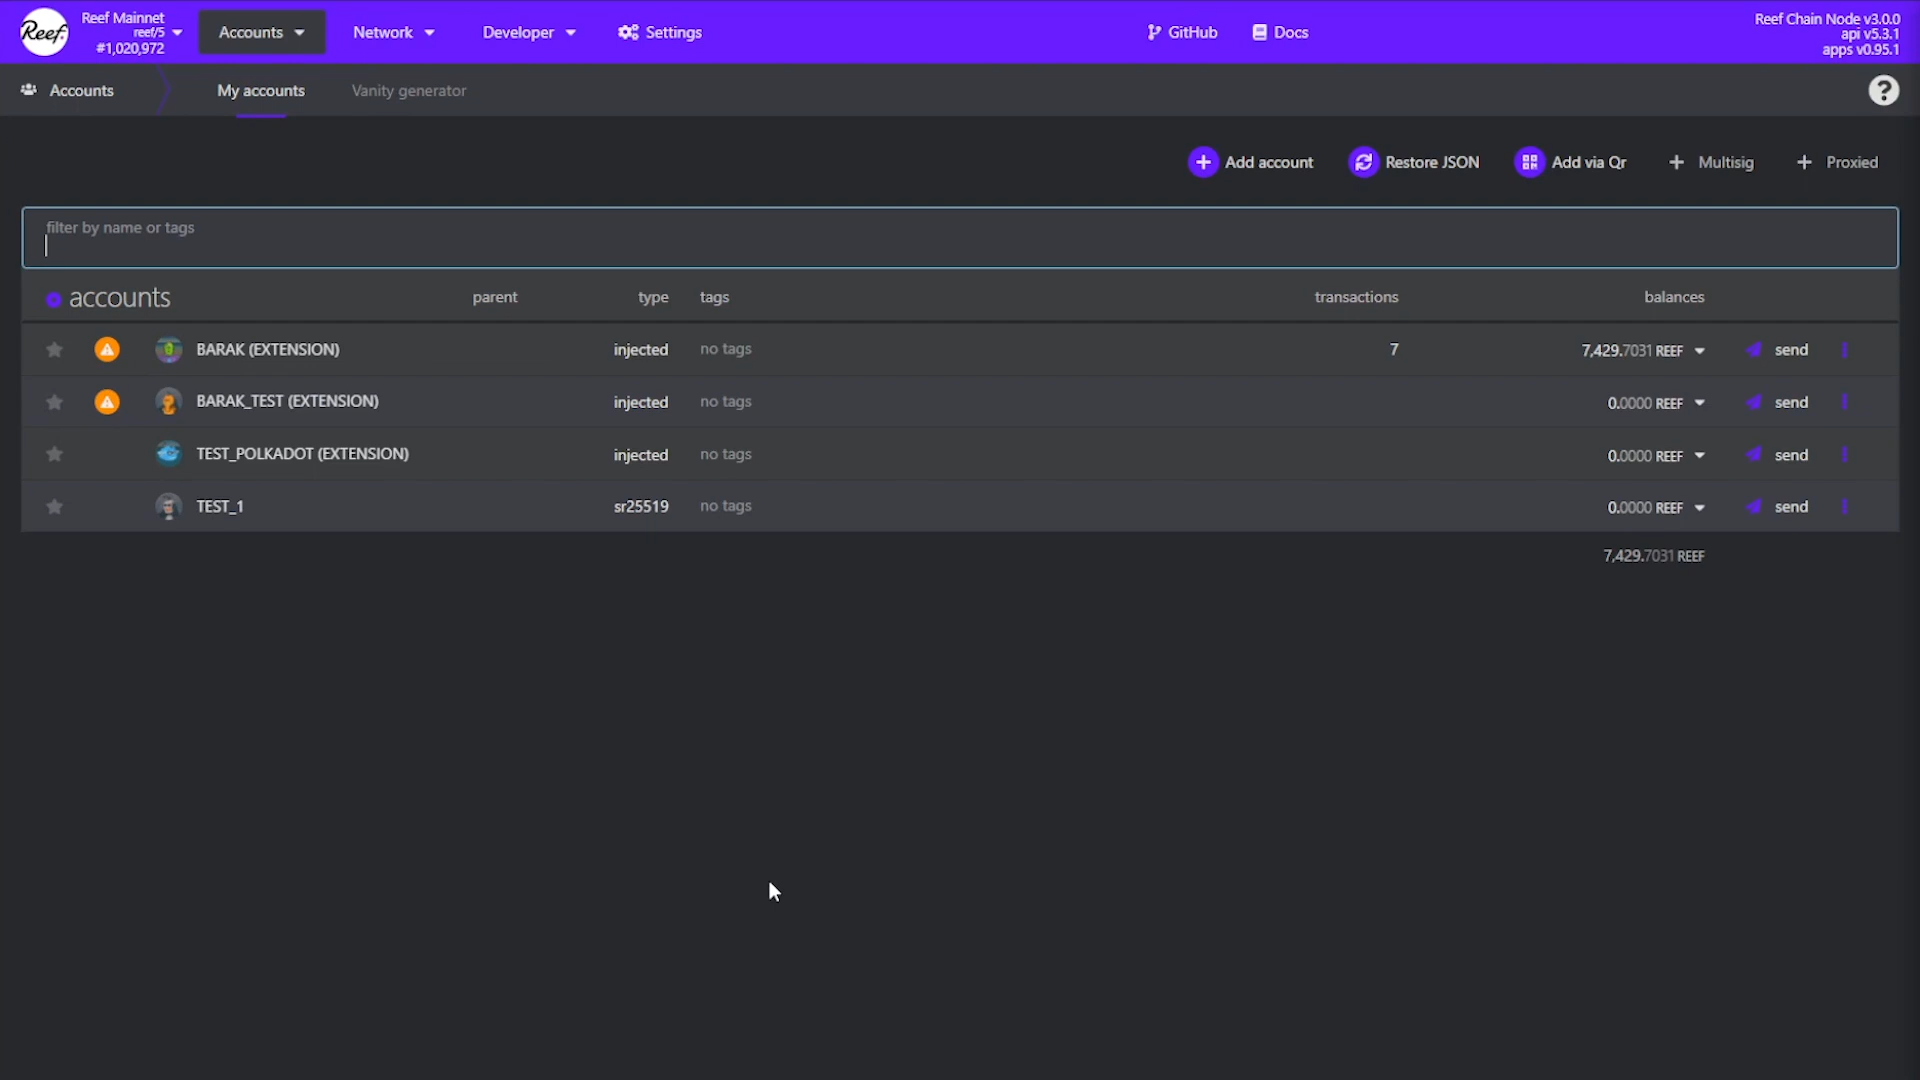 Reef.
Reef Mainnet
reef/5
#1,020,972
Accounts
Network
Developer
Settings
GitHub
Docs
Reef Chain Node v3.0.0
api v5.3.1
apps v0.95.1
Accounts
My accounts
Vanity generator
?
Add account
Restore JSON
Add via Qr
Multisig
Proxied
filter by name or tags
accounts parent type tags transactions balances
BARAK (EXTENSION) injected no tags 7 7,429.7031 REEF send
BARAK_TEST (EXTENSION) injected no tags 0.0000 REEF send
TEST_POLKADOT (EXTENSION) injected no tags 0.0000 REEF send
TEST_1 sr25519 no tags 0.0000 REEF send
7,429.7031 REEF